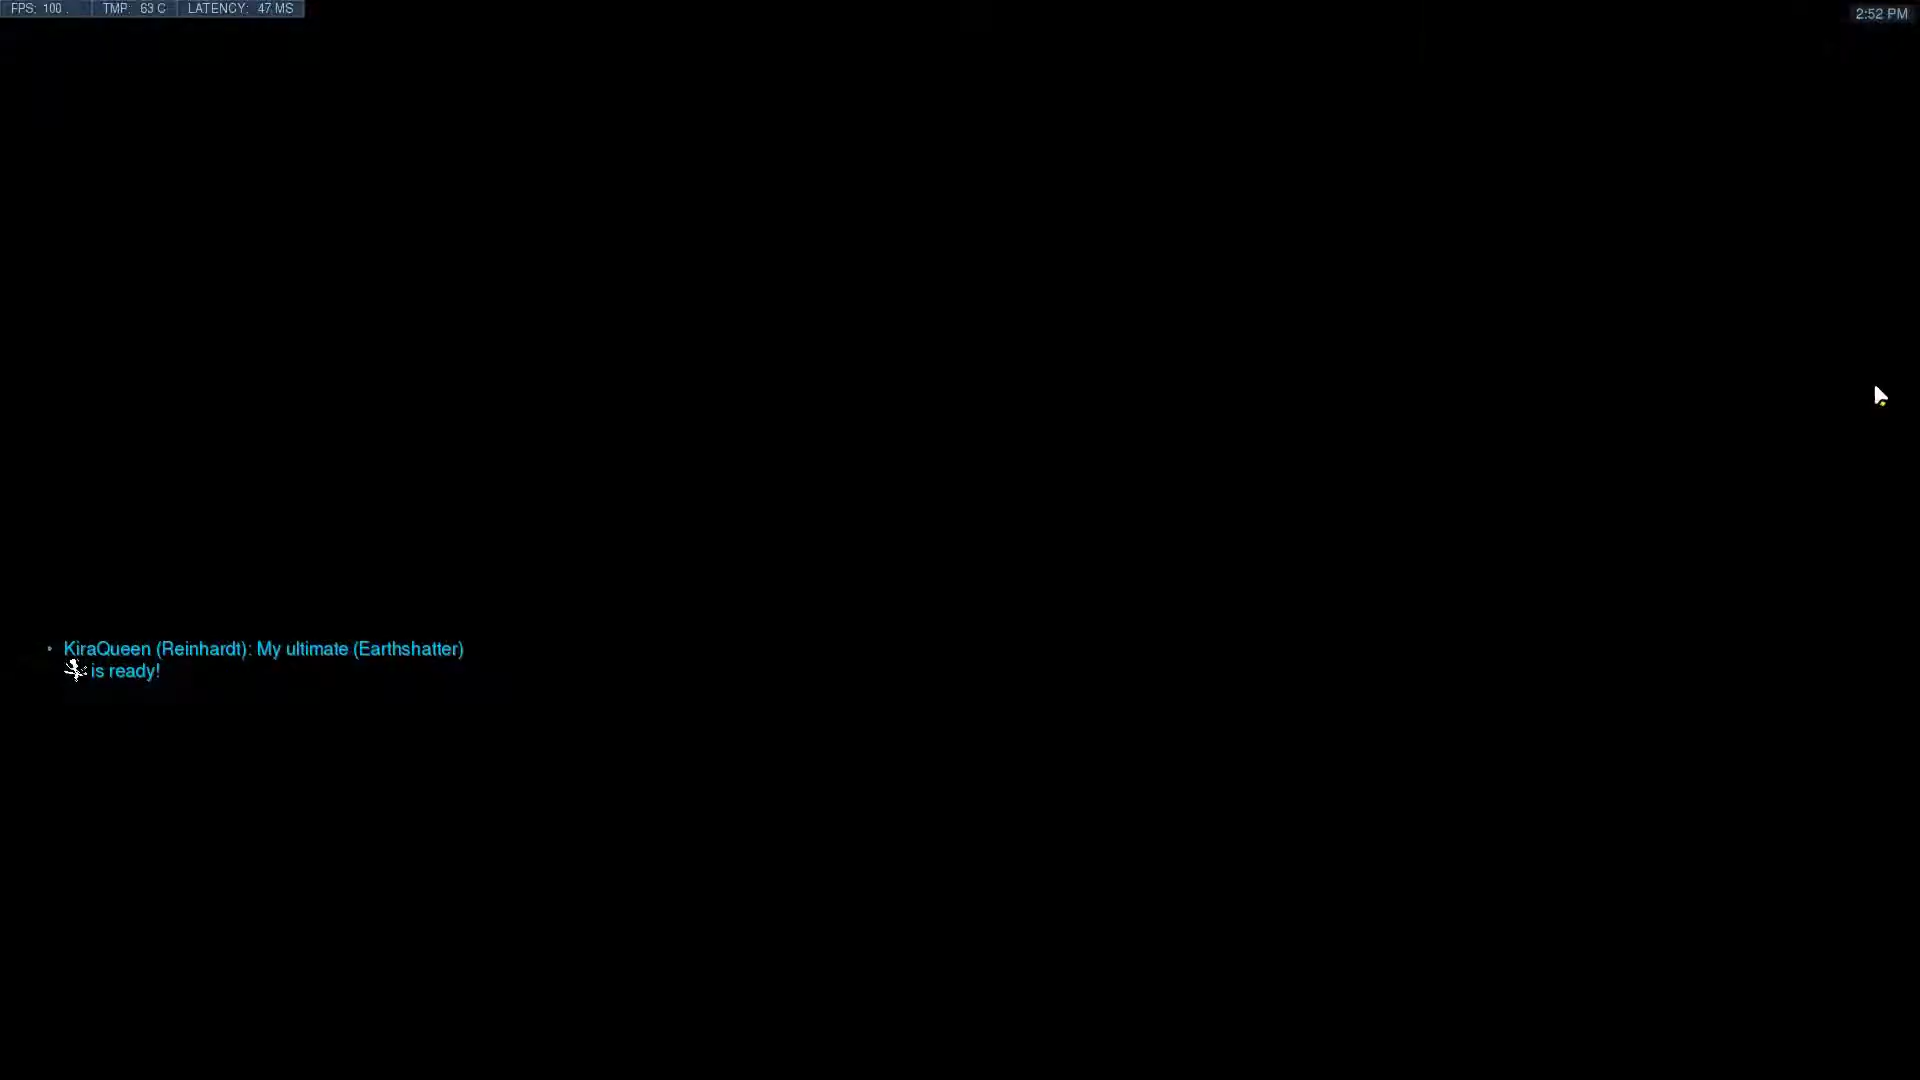 FPS: 100 . TMP: 63 C LATENCY: 47 MS
2:52 PM
KiraQueen (Reinhardt): My ultimate (Earthshatter)
is ready!